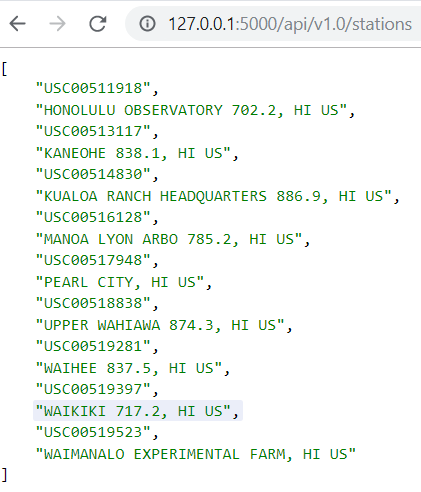 127.0.0.1:5000/api/v1.0/stations
[
"USC00511918",
"HONOLULU OBSERVATORY 702.2, HI US",
"USC00513117",
"KANEOHE 838.1, HI US",
"USC00514830",
"KUALOA RANCH HEADQUARTERS 886.9, HI US",
"USC00516128",
"MANOA LYON ARBO 785.2, HI US",
"USC00517948",
"PEARL CITY, HI US",
"USC00518838",
"UPPER WAHIAWA 874.3, HI US",
"USC00519281",
"WAIHEE 837.5, HI US",
"USC00519397",
"WAIKIKI 717.2, HI US",
"USC00519523",
"WAIMANALO EXPERIMENTAL FARM, HI US"
]